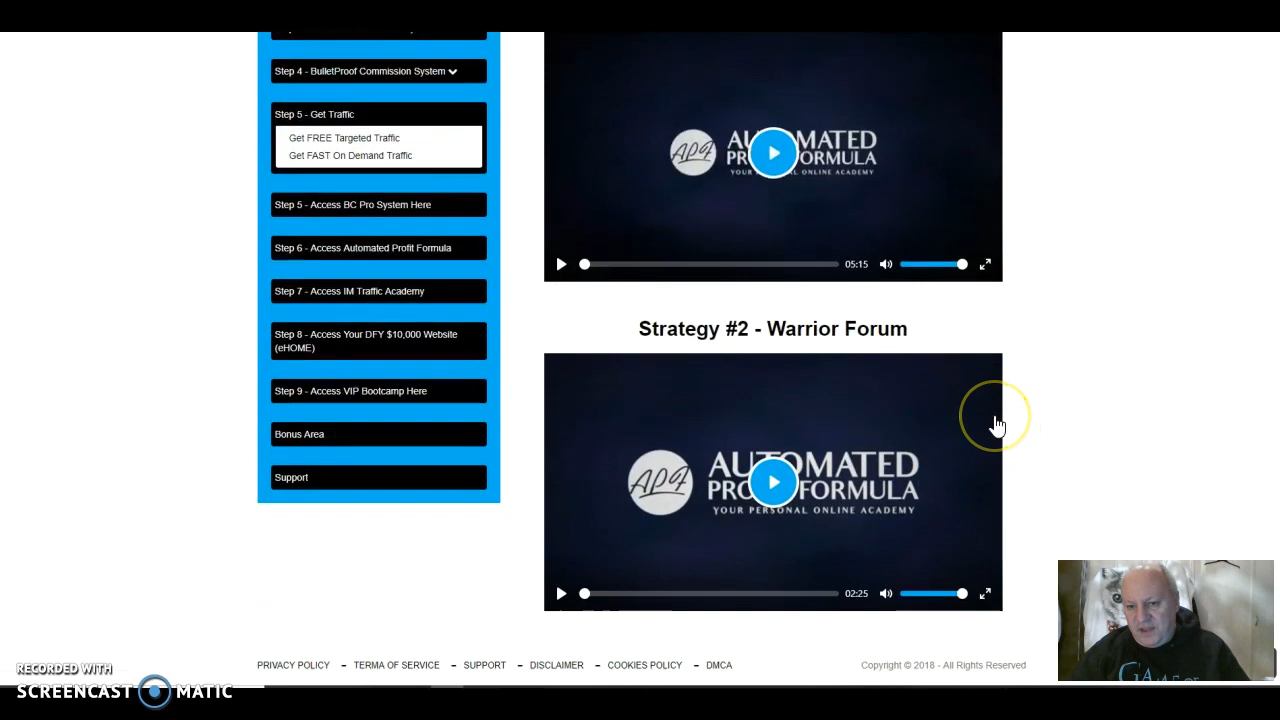 Step 4 - BulletProof Commission System
Step 5 - Get Traffic
Get FREE Targeted Traffic
Get FAST On Demand Traffic
Step 5 - Access BC Pro System Here
Step 6 - Access Automated Profit Formula
Step 7 - Access IM Traffic Academy
Step 8 - Access Your DFY $10,000 Website
(eHOME)
Step 9 - Access VIP Bootcamp Here
Bonus Area
Support
APF
AUTOMATED
PRO FORMULA
YOUR PERSONAL ONLINE ACADEMY
05:15
Strategy #2 - Warrior Forum
APF
AUTOMATED
PRO FORMULA
YOUR PERSONAL ONLINE ACADEMY
02:25
PRIVACY POLICY - TERM OF SERVICE - SUPPORT - DISCLAIMER - COOKIES POLICY - DMCA
Copyright © 2018 - All Rights Reserved
GAME OF
RECORDED WITH
SCREENCAST MATIC